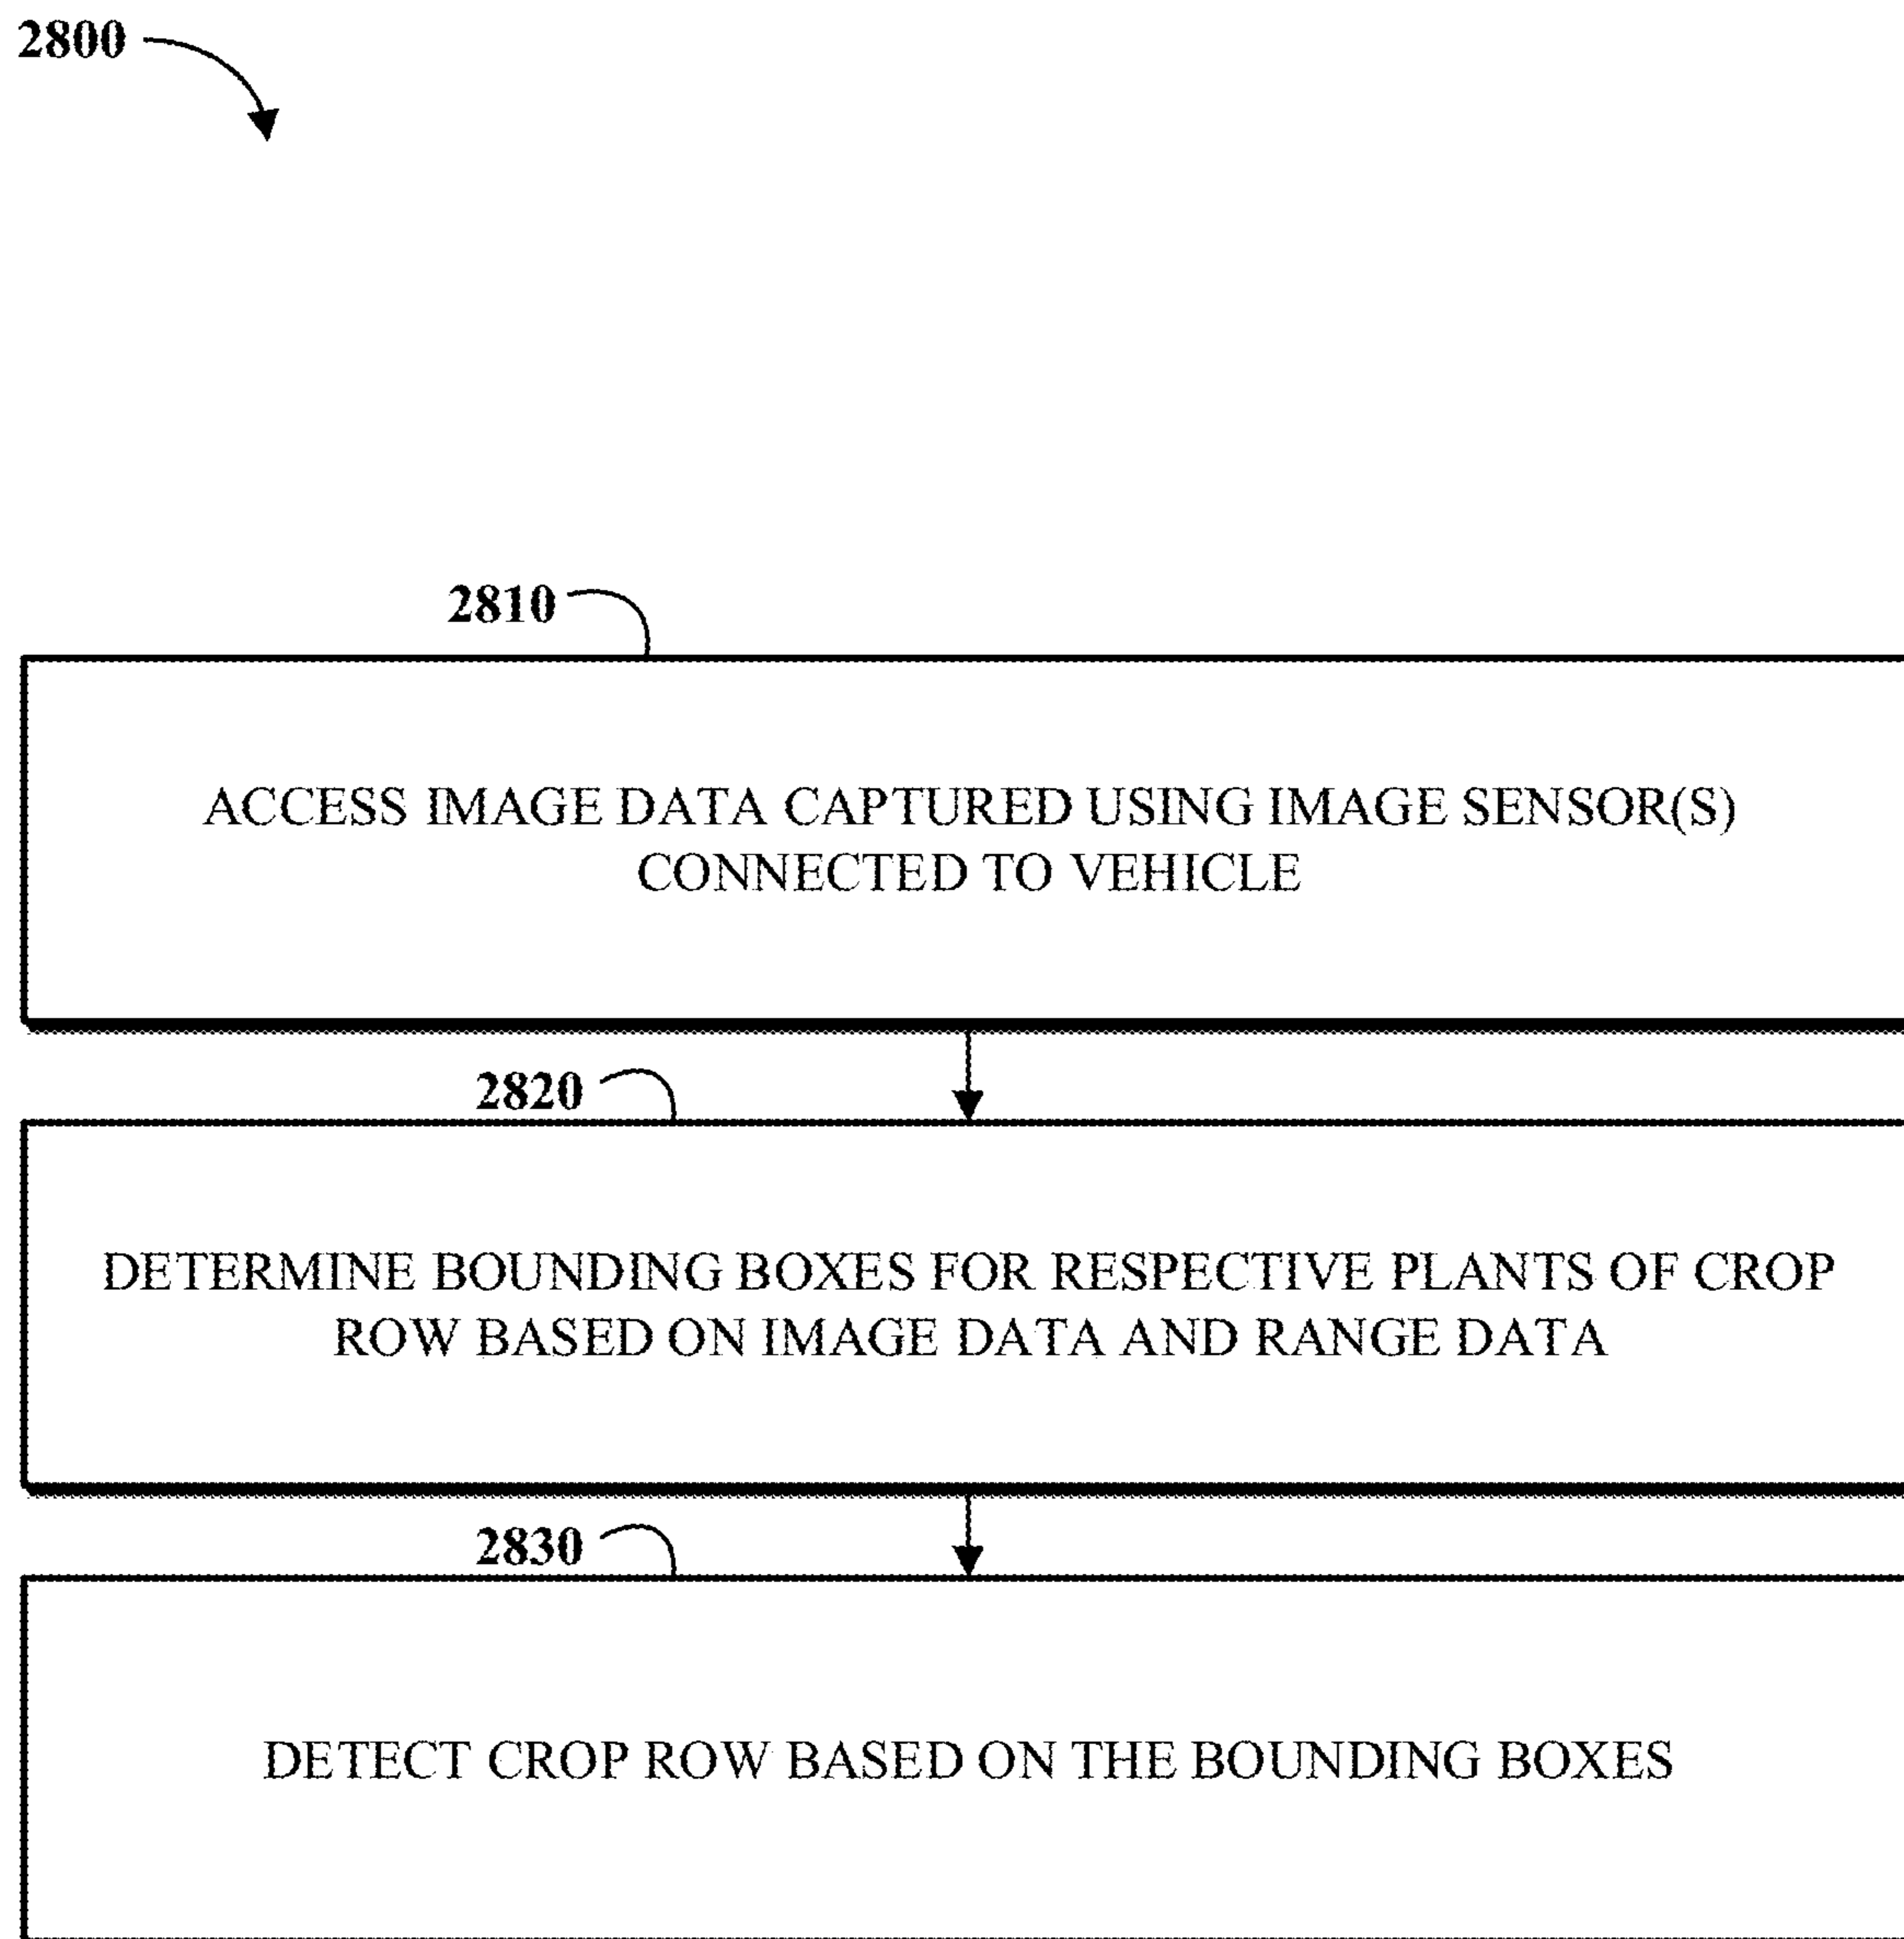 2800
2810
ACCESS IMAGE DATA CAPTURED USING IMAGE SENSOR(S)
CONNECTED TO VEHICLE
2820
DETERMINE BOUNDING BOXES FOR RESPECTIVE PLANTS OF CROP
ROW BASED ON IMAGE DATA AND RANGE DATA
2830
DETECT CROP ROW BASED ON THE BOUNDING BOXES